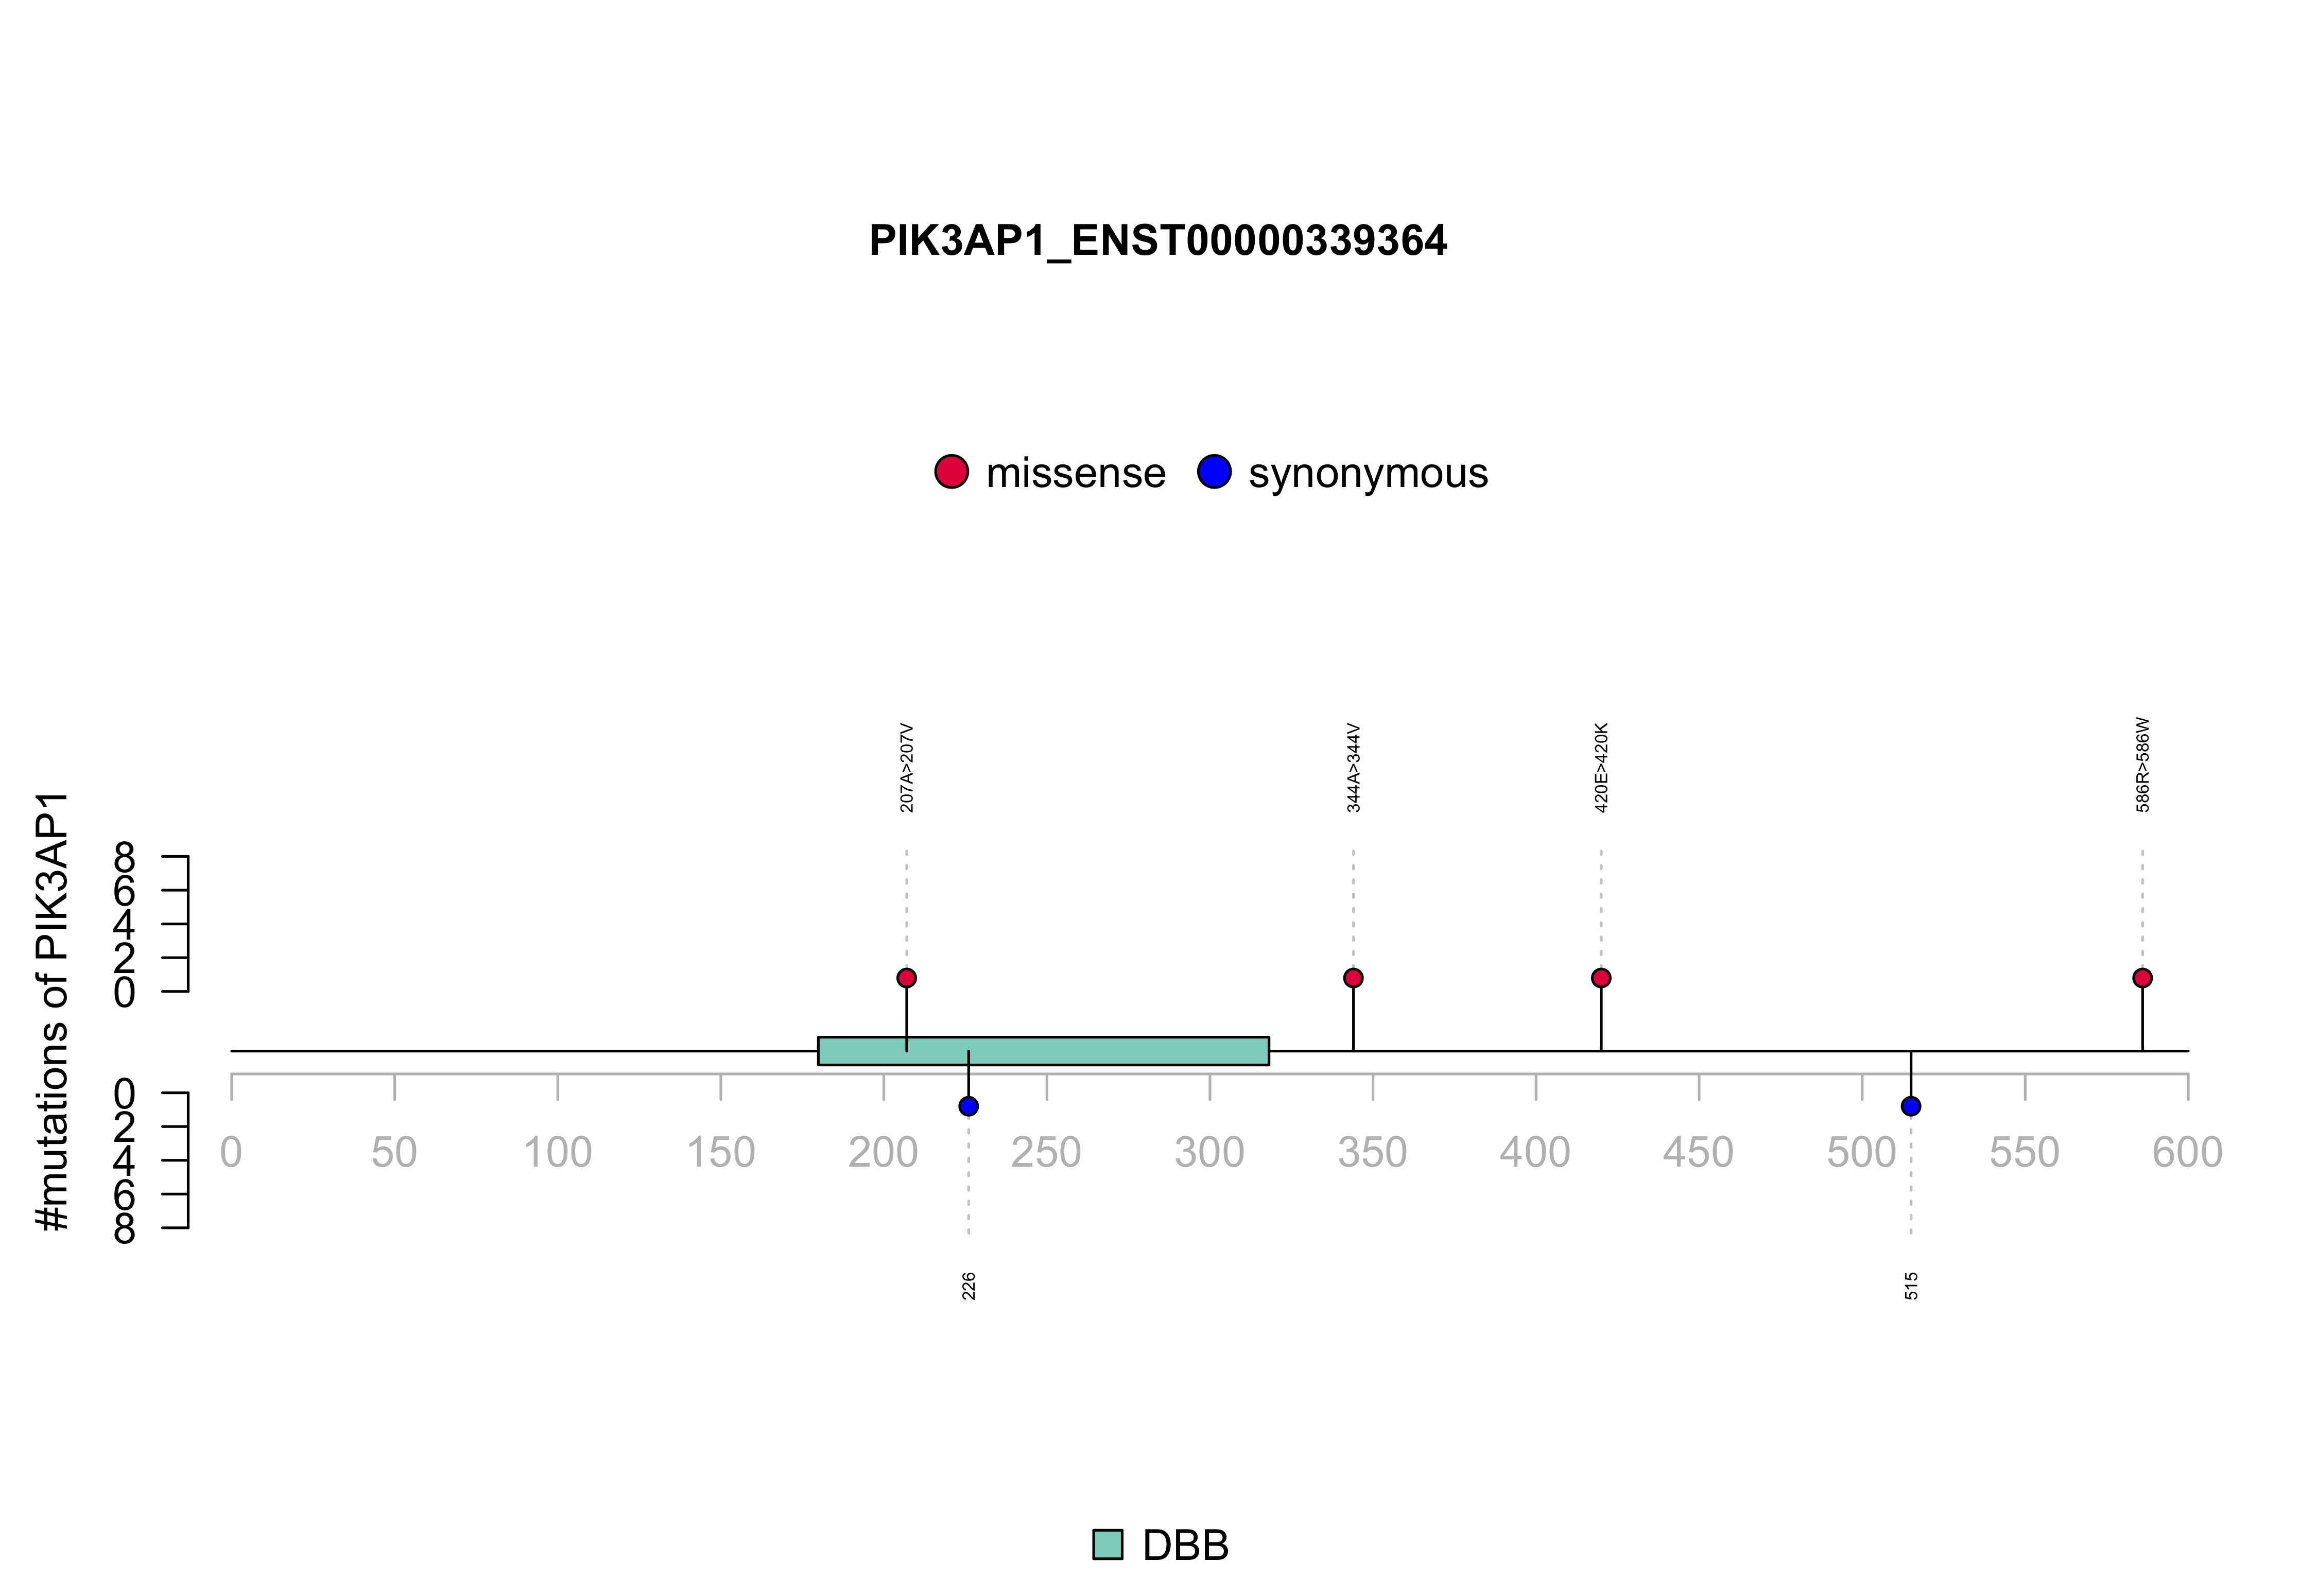 PIK3AP1_ENST00000339364
missense synonymous
207A>207V 344A>344V 420E>420K 586R>586W
#mutations of PIK3AP1
8
6
4
2
0
0
2
4
6
8
0 50 100 150 200 250 300 350 400 450 500 550 600
226 515
DBB